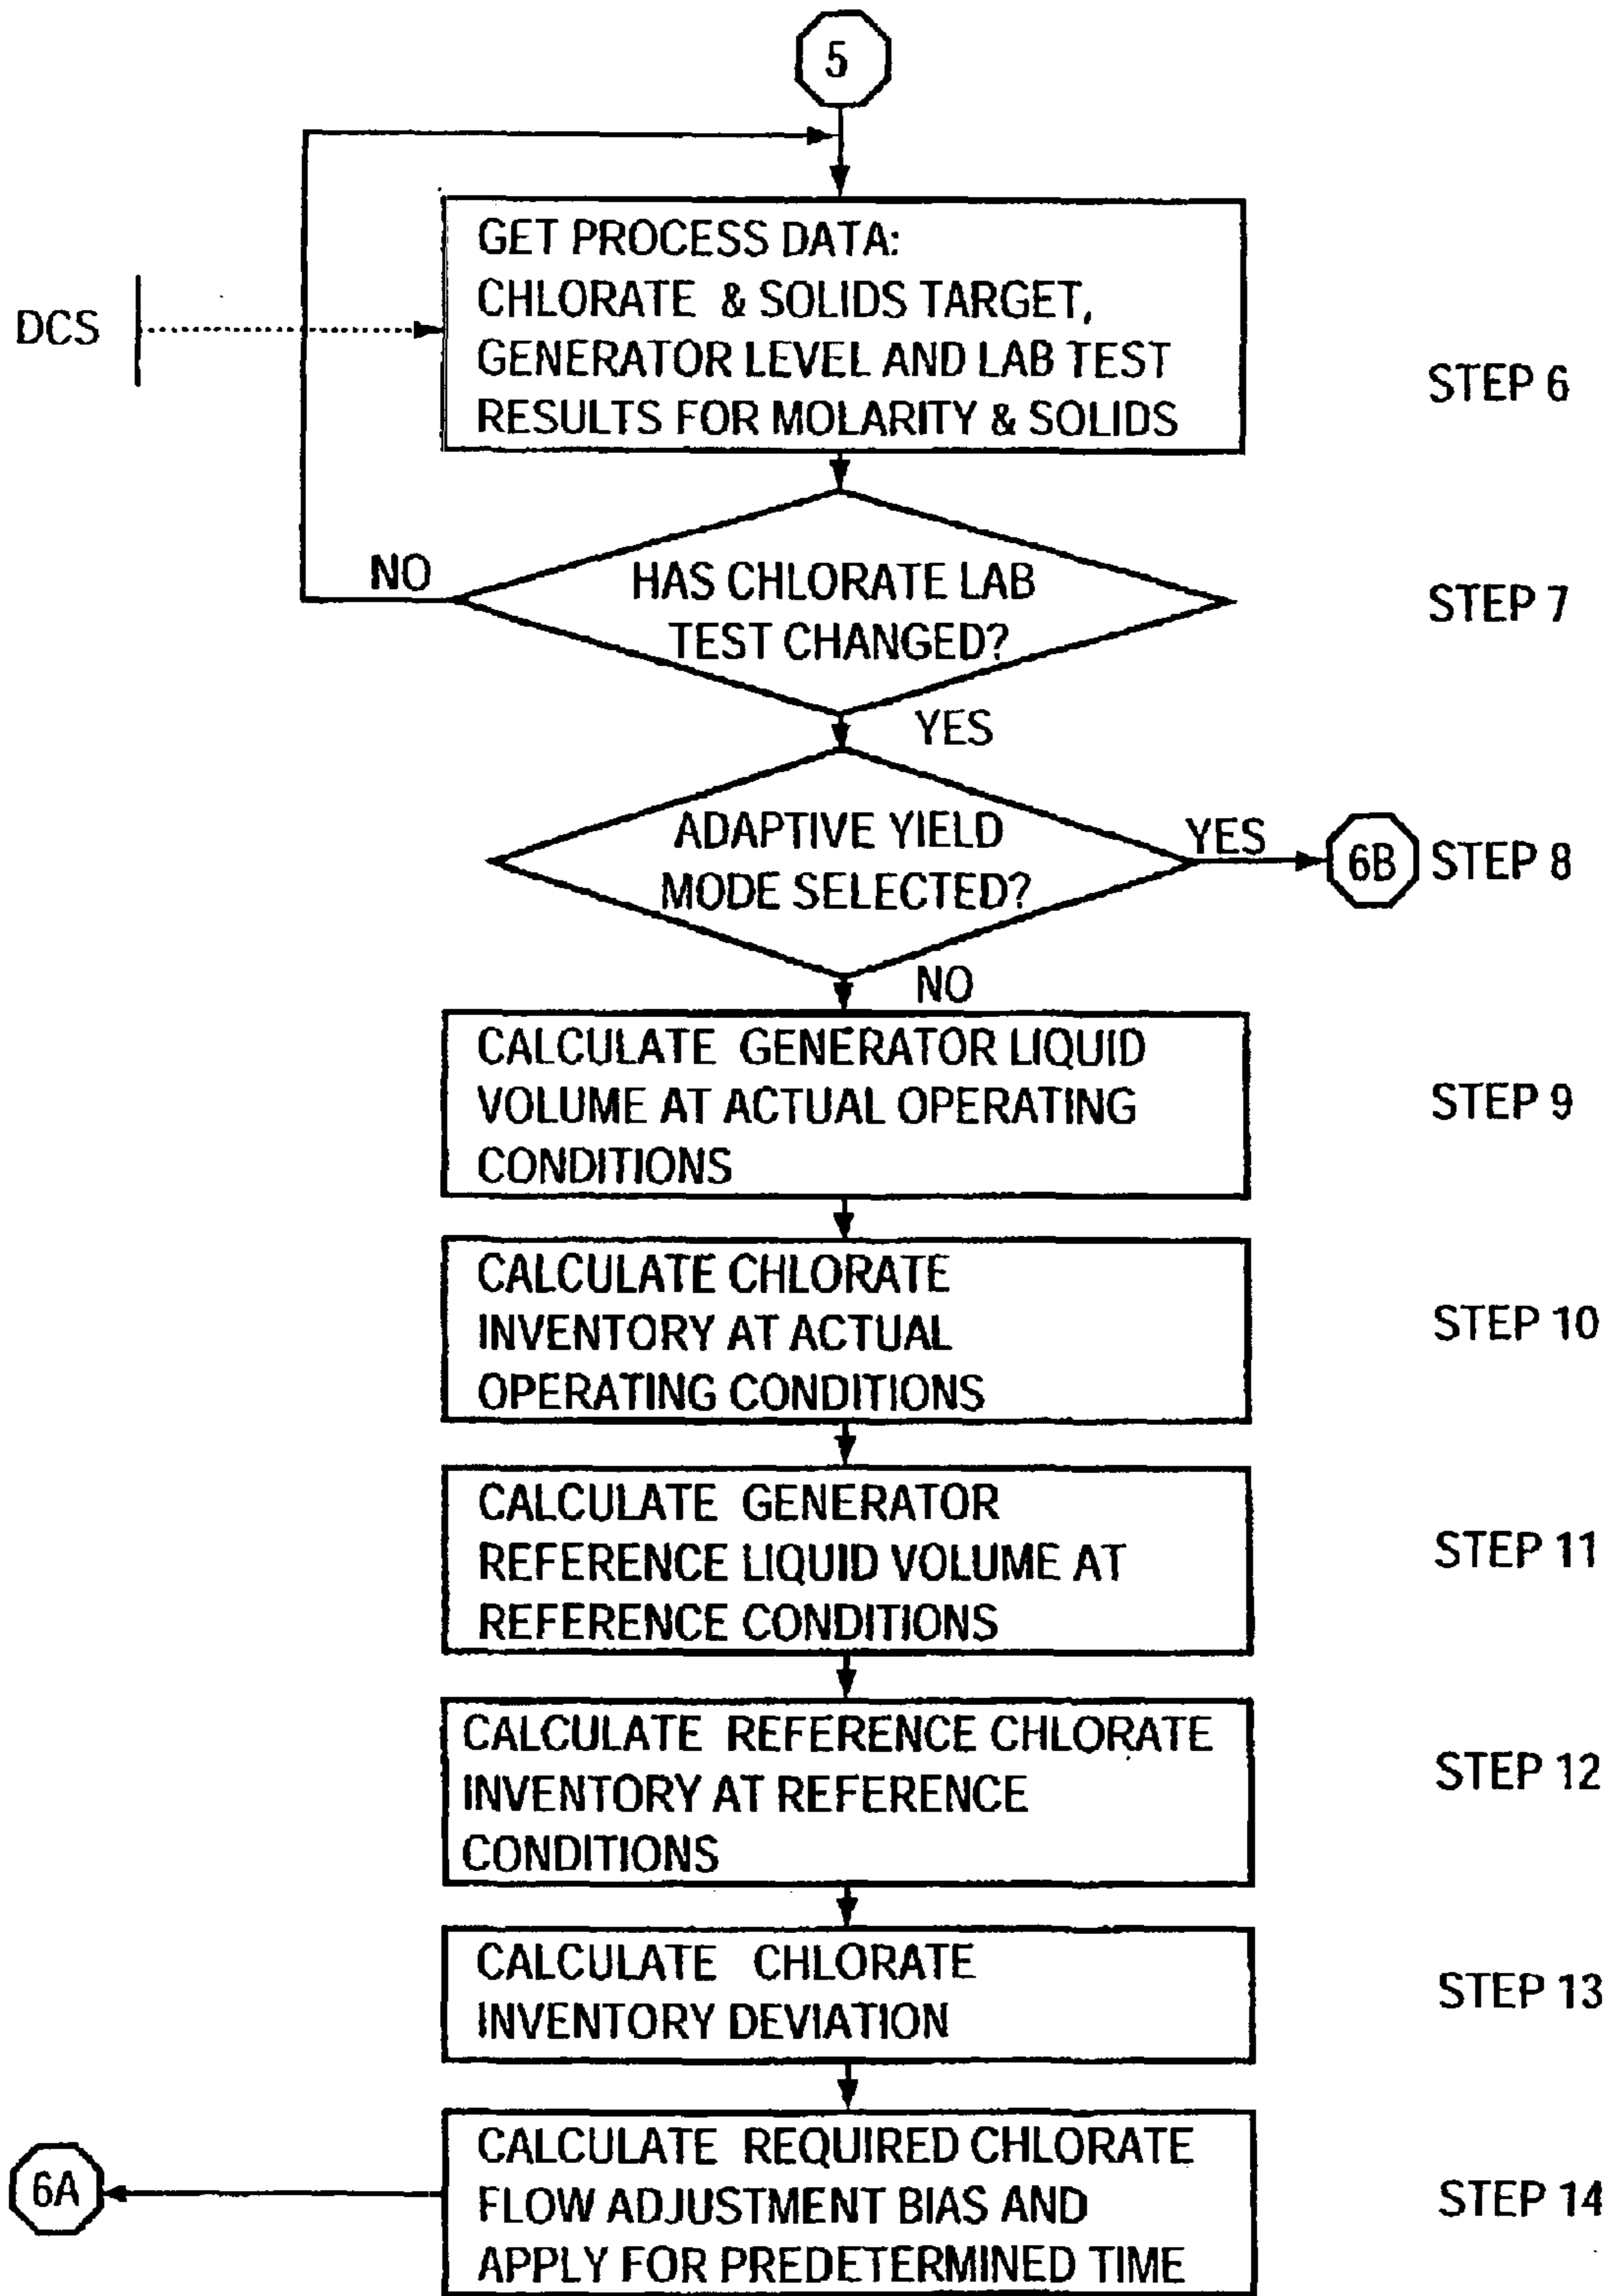 5
GET PROCESS DATA:
CHLORATE & SOLIDS TARGET,
GENERATOR LEVEL AND LAB TEST
RESULTS FOR MOLARITY & SOLIDS
DCS
STEP 6
NO
HAS CHLORATE LAB
TEST CHANGED?
STEP 7
YES
ADAPTIVE YIELD
MODE SELECTED?
YES
6B
STEP 8
NO
CALCULATE GENERATOR LIQUID
VOLUME AT ACTUAL OPERATING
CONDITIONS
STEP 9
CALCULATE CHLORATE
INVENTORY AT ACTUAL
OPERATING CONDITIONS
STEP 10
CALCULATE GENERATOR
REFERENCE LIQUID VOLUME AT
REFERENCE CONDITIONS
STEP 11
CALCULATE REFERENCE CHLORATE
INVENTORY AT REFERENCE
CONDITIONS
STEP 12
CALCULATE CHLORATE
INVENTORY DEVIATION
STEP 13
CALCULATE REQUIRED CHLORATE
FLOW ADJUSTMENT BIAS AND
APPLY FOR PREDETERMINED TIME
6A
STEP 14